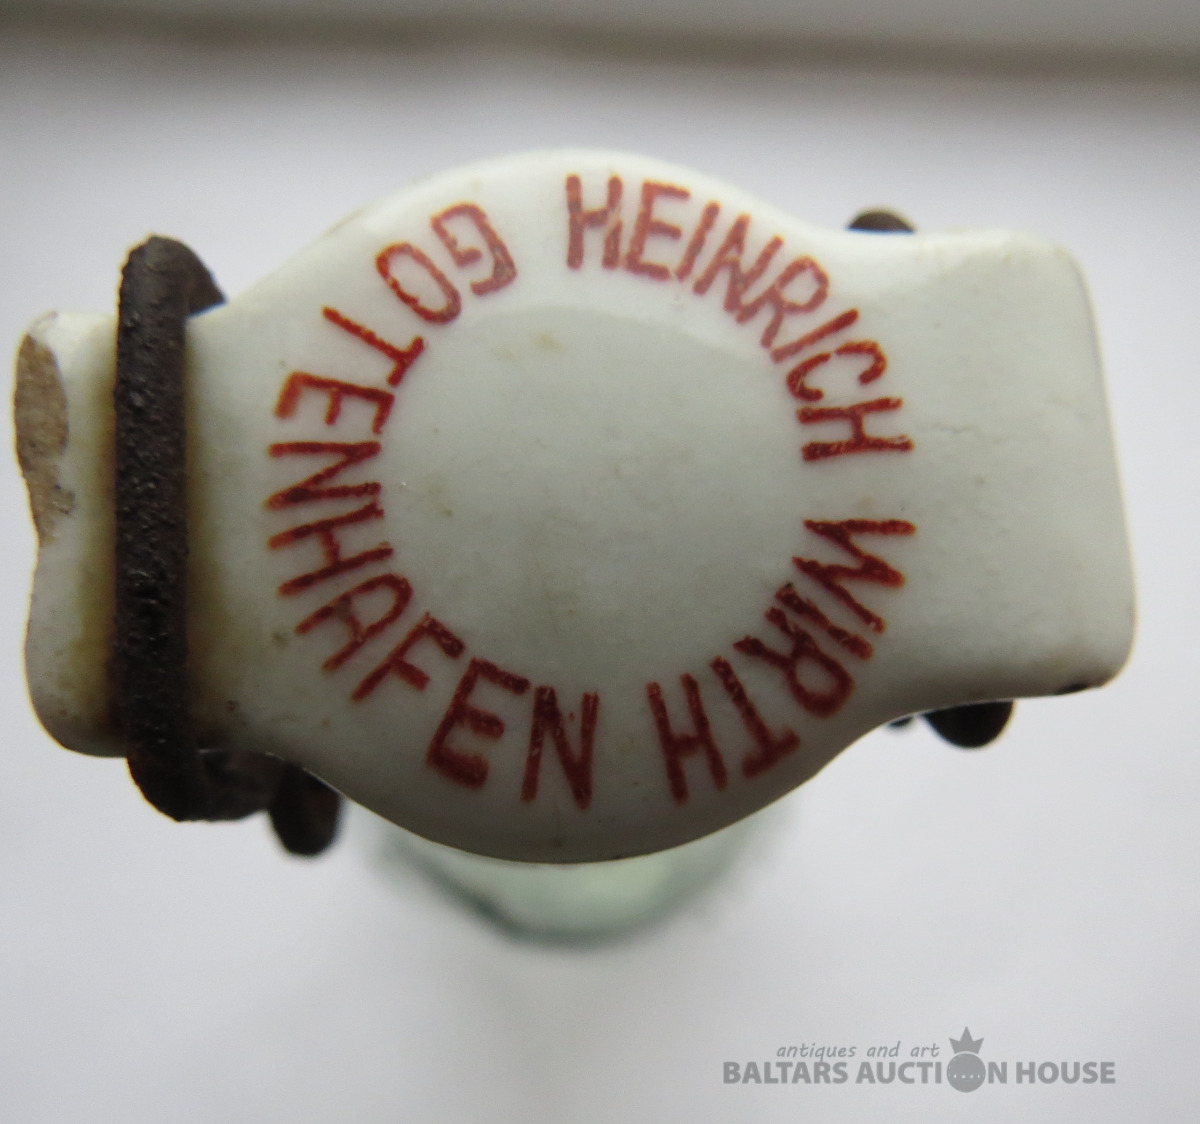 HEINRICH WIRTH
GOTENHAFEN
antiques and art
BALTARS AUCTION HOUSE